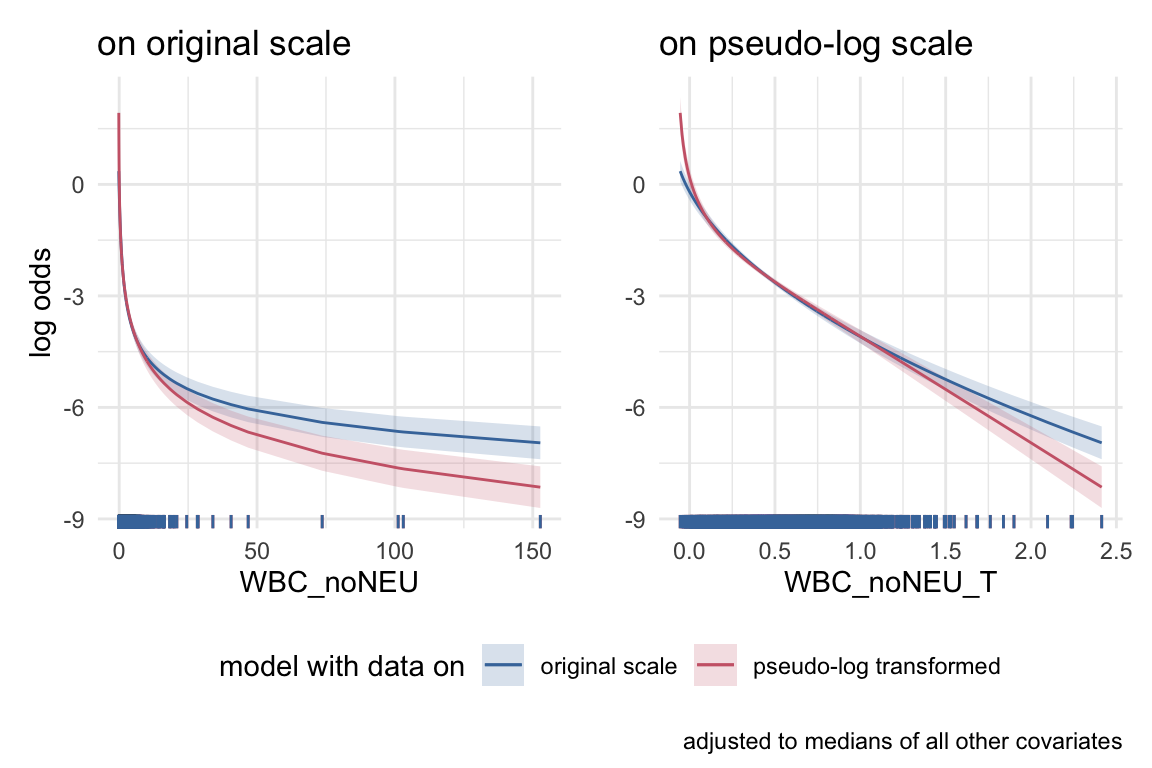 on original scale
on pseudo-log scale
log odds
0
-3
-6
-9
0
50
100
150
WBC_noNEU
0
-3
-6
-9
0.0
0.5
1.0
1.5
2.0
2.5
WBC_noNEU_T
model with data on original scale pseudo-log transformed
adjusted to medians of all other covariates